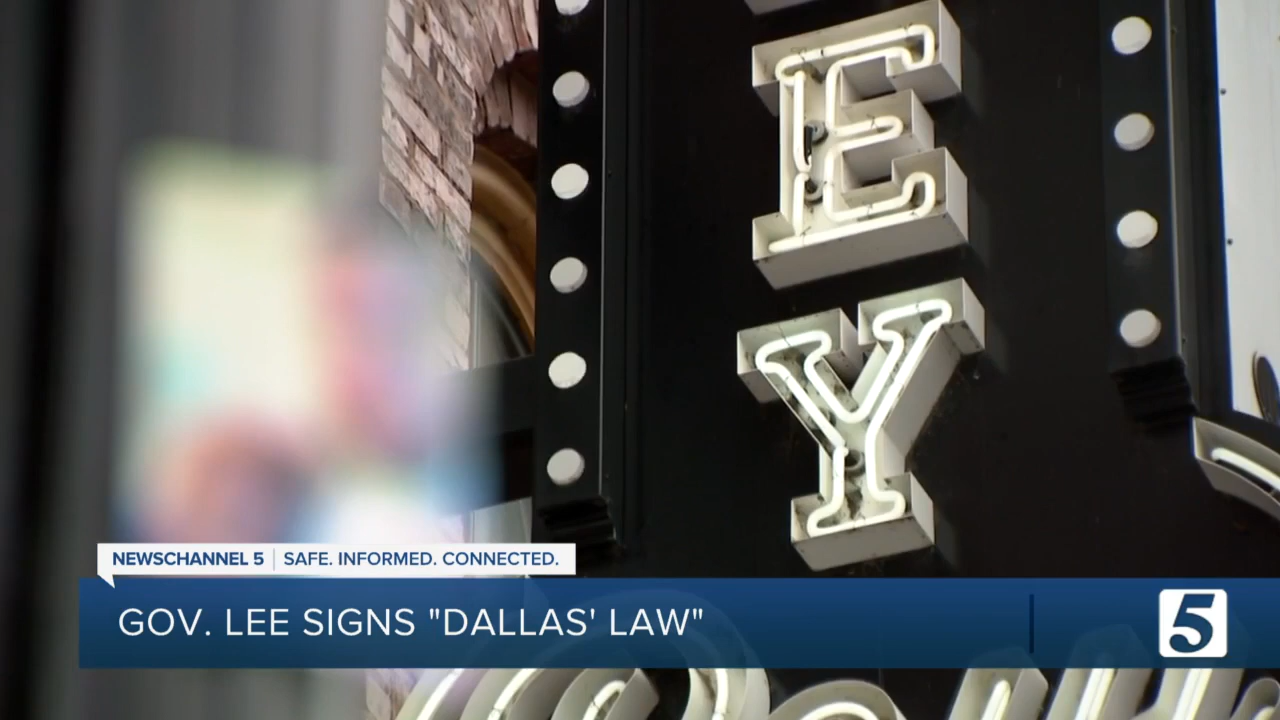 E
Y
NEWSCHANNEL 5 | SAFE. INFORMED. CONNECTED.
GOV. LEE SIGNS "DALLAS' LAW"
5